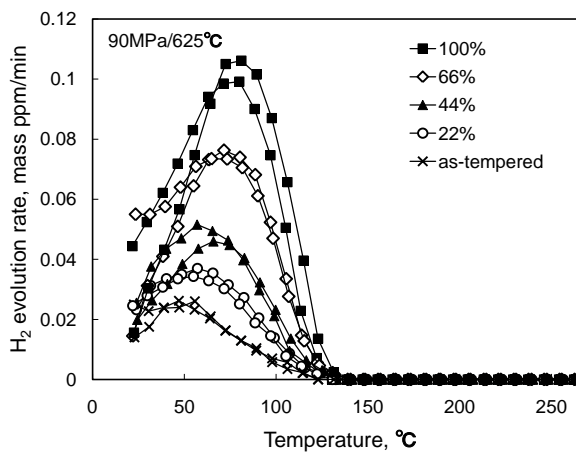 90MPa/625℃
100%
66%
44%
22%
as-tempered
H₂ evolution rate, mass ppm/min
0.12
0.1
0.08
0.06
0.04
0.02
0
0 50 100 150 200 250
Temperature, ℃